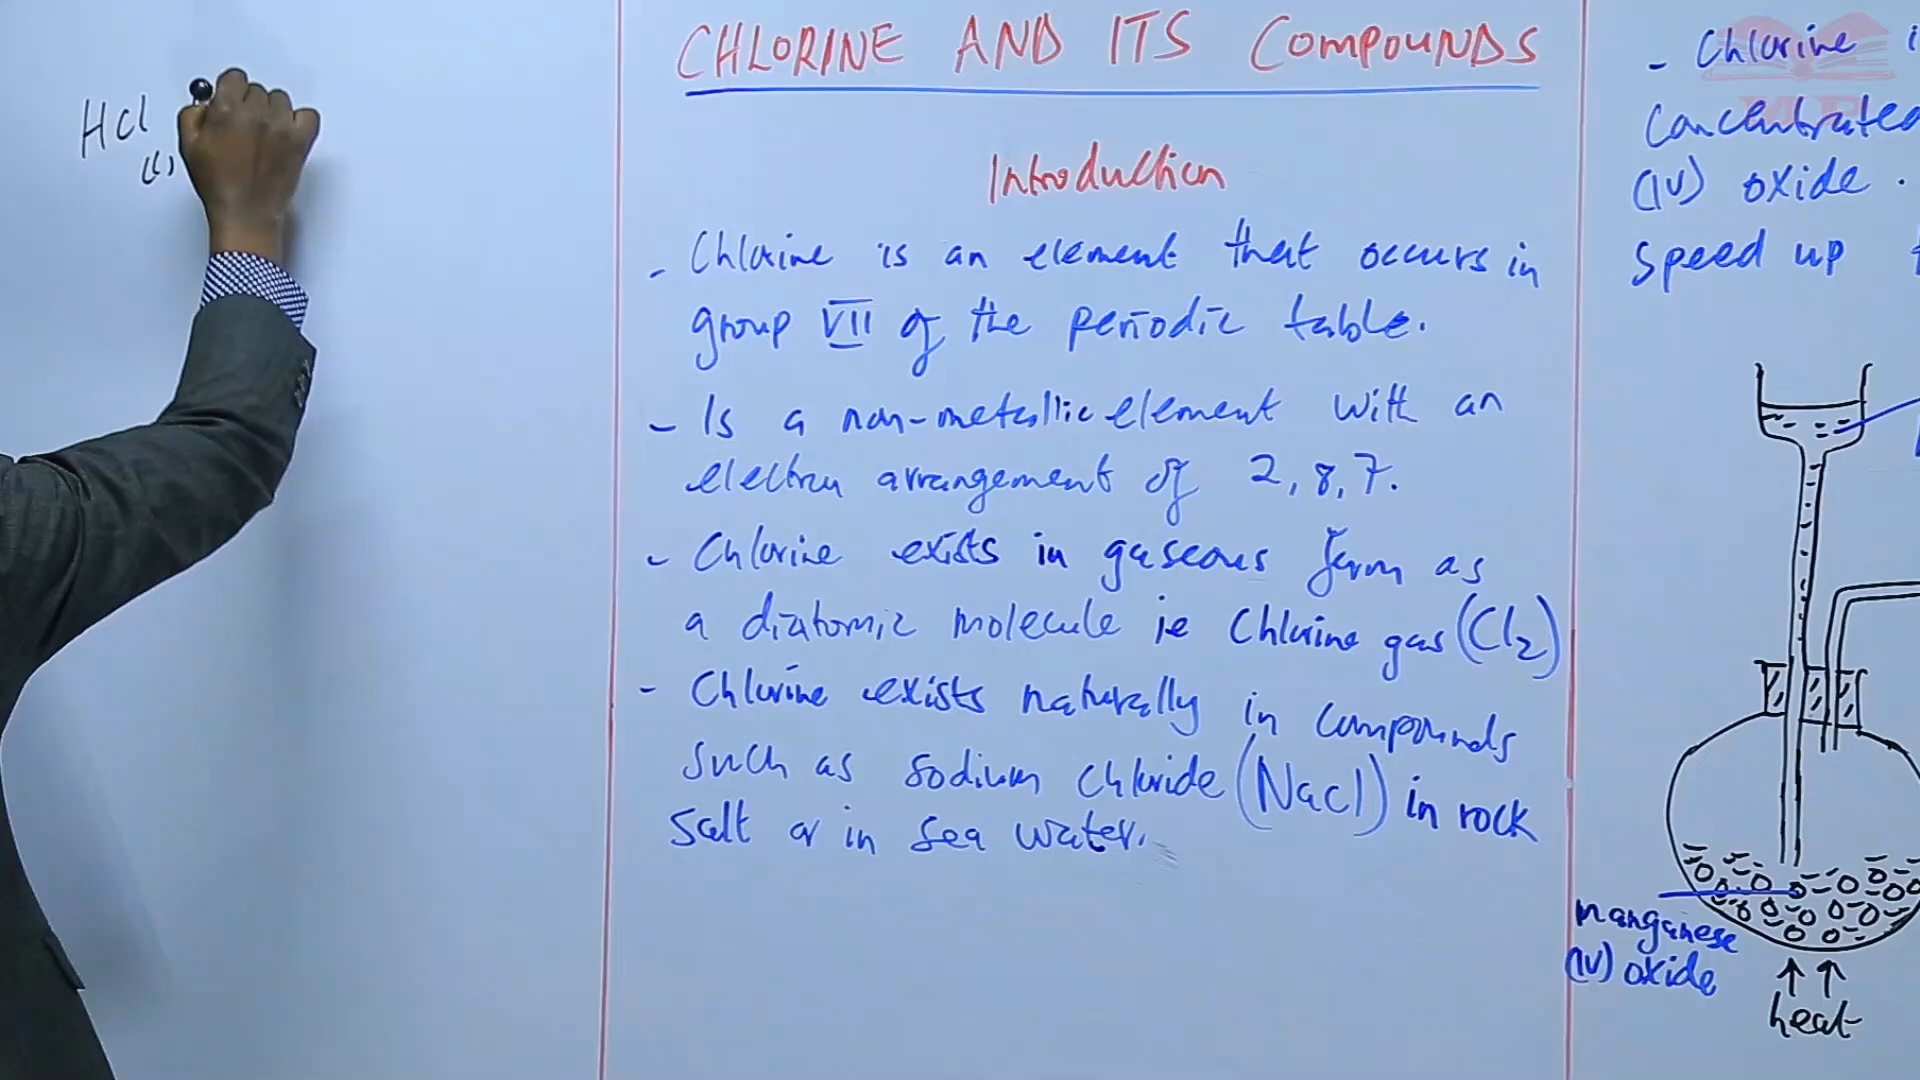 HCl
(l)
CHLORINE AND ITS COMPOUNDS
Introduction
- Chlorine is an element that occurs in
group VII of the periodic table.
- Is a non-metallic element with an
electron arrangement of 2,8,7.
- Chlorine exists in gaseous form as
a diatomic molecule ie Chlorine gas (Cl2)
- Chlorine exists naturally in compounds
such as sodium chloride (NaCl) in rock
salt or in sea water.
- Chlorine i
Concentrated
(IV) oxide.
speed up
manganese
(IV) oxide
heat